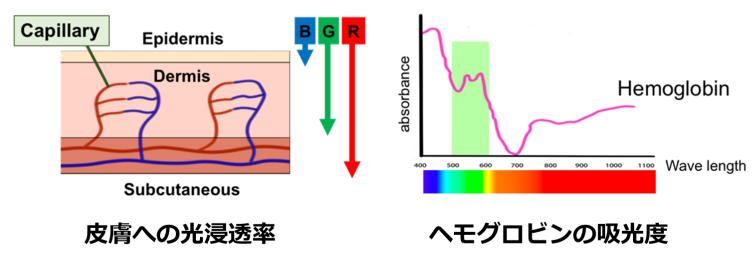 Capillary
Epidermis
B G R
Dermis
Subcutaneous
皮膚への光浸透率
absorbance
Hemoglobin
400 500 600 700 800 900 1000 1100
Wave length
ヘモグロビンの吸光度